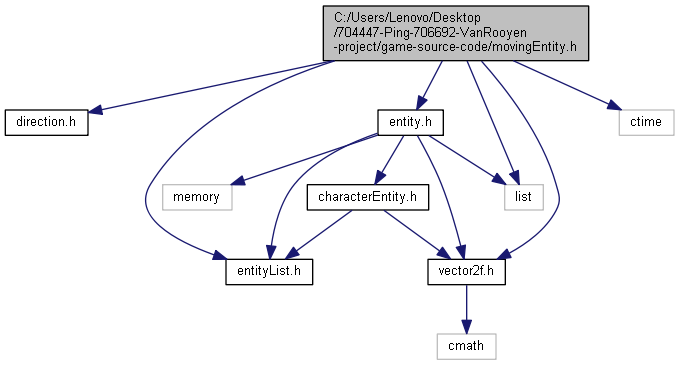 C:/Users/Lenovo/Desktop
/704447-Ping-706692-VanRooyen
-project/game-source-code/movingEntity.h
direction.h
entity.h
ctime
memory
characterEntity.h
list
entityList.h
vector2f.h
cmath